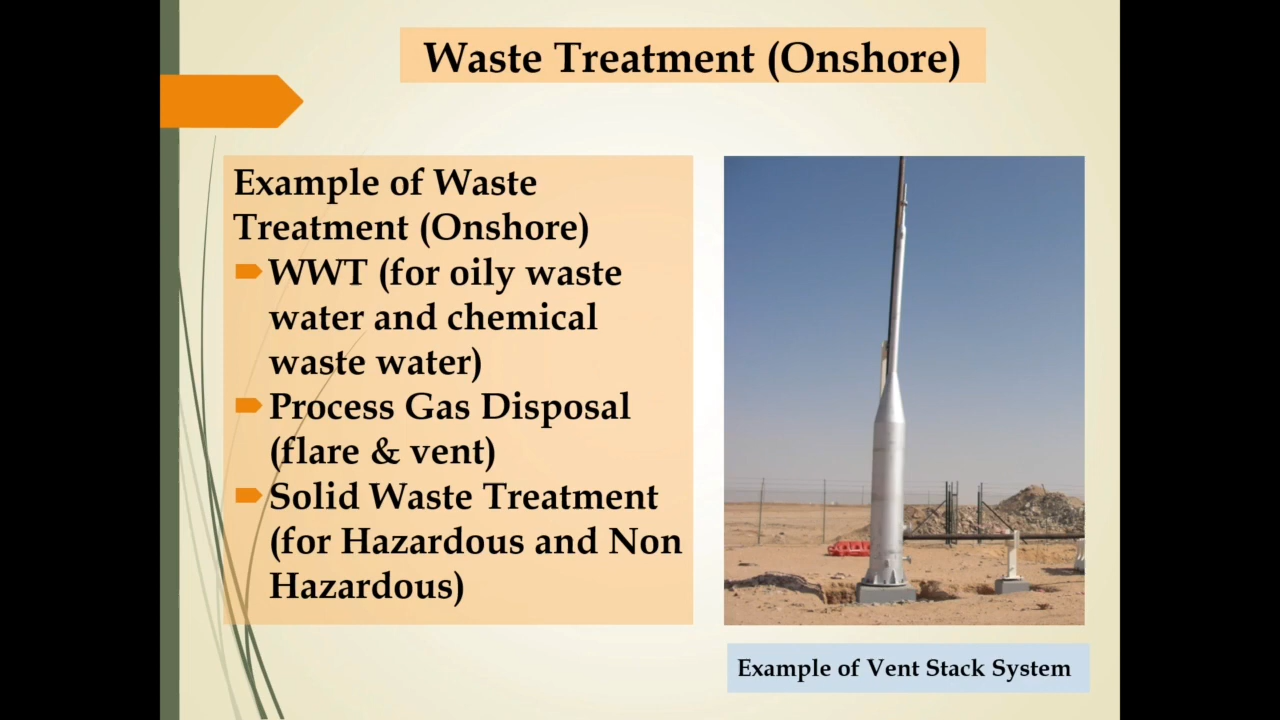 Waste Treatment (Onshore)
Example of Waste
Treatment (Onshore)
WWT (for oily waste
water and chemical
waste water)
Process Gas Disposal
(flare & vent)
Solid Waste Treatment
(for Hazardous and Non
Hazardous)
Example of Vent Stack System